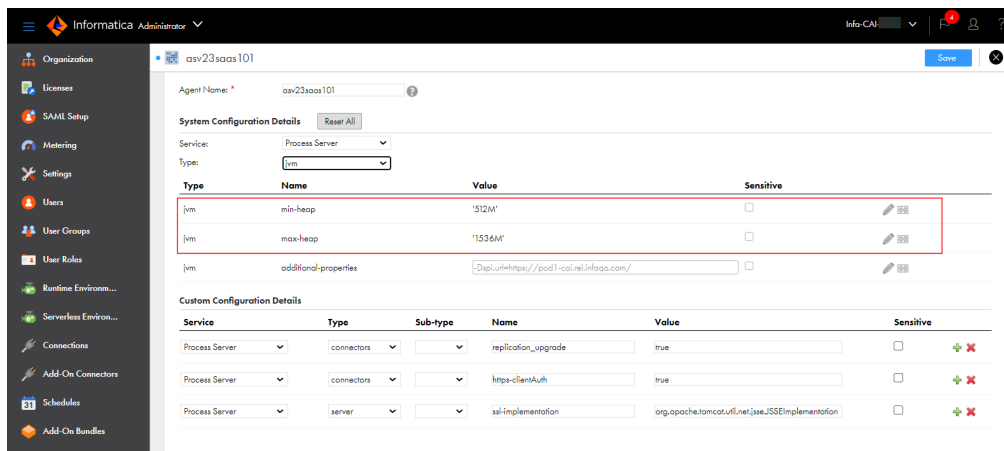 Informatica Administrator
Infa-CAI-
4
?
Organization
Licenses
SAML Setup
Metering
Settings
Users
User Groups
User Roles
Runtime Environm...
Serverless Environ...
Connections
Add-On Connectors
31 Schedules
Add-On Bundles
asv23saas101
Save
Agent Name: * asv23saas101 ?
System Configuration Details Reset All
Service: Process Server
Type: jvm
Type Name Value Sensitive
jvm min-heap '512M'
jvm max-heap '1536M'
jvm additional-properties -Dspi.url=https://pod1-cai.rel.infaqa.com/
Custom Configuration Details
Service Type Sub-type Name Value Sensitive
Process Server connectors replication_upgrade true
Process Server connectors https-clientAuth true
Process Server server ssl-implementation org.apache.tomcat.util.net.jsse.JSSEImplementation